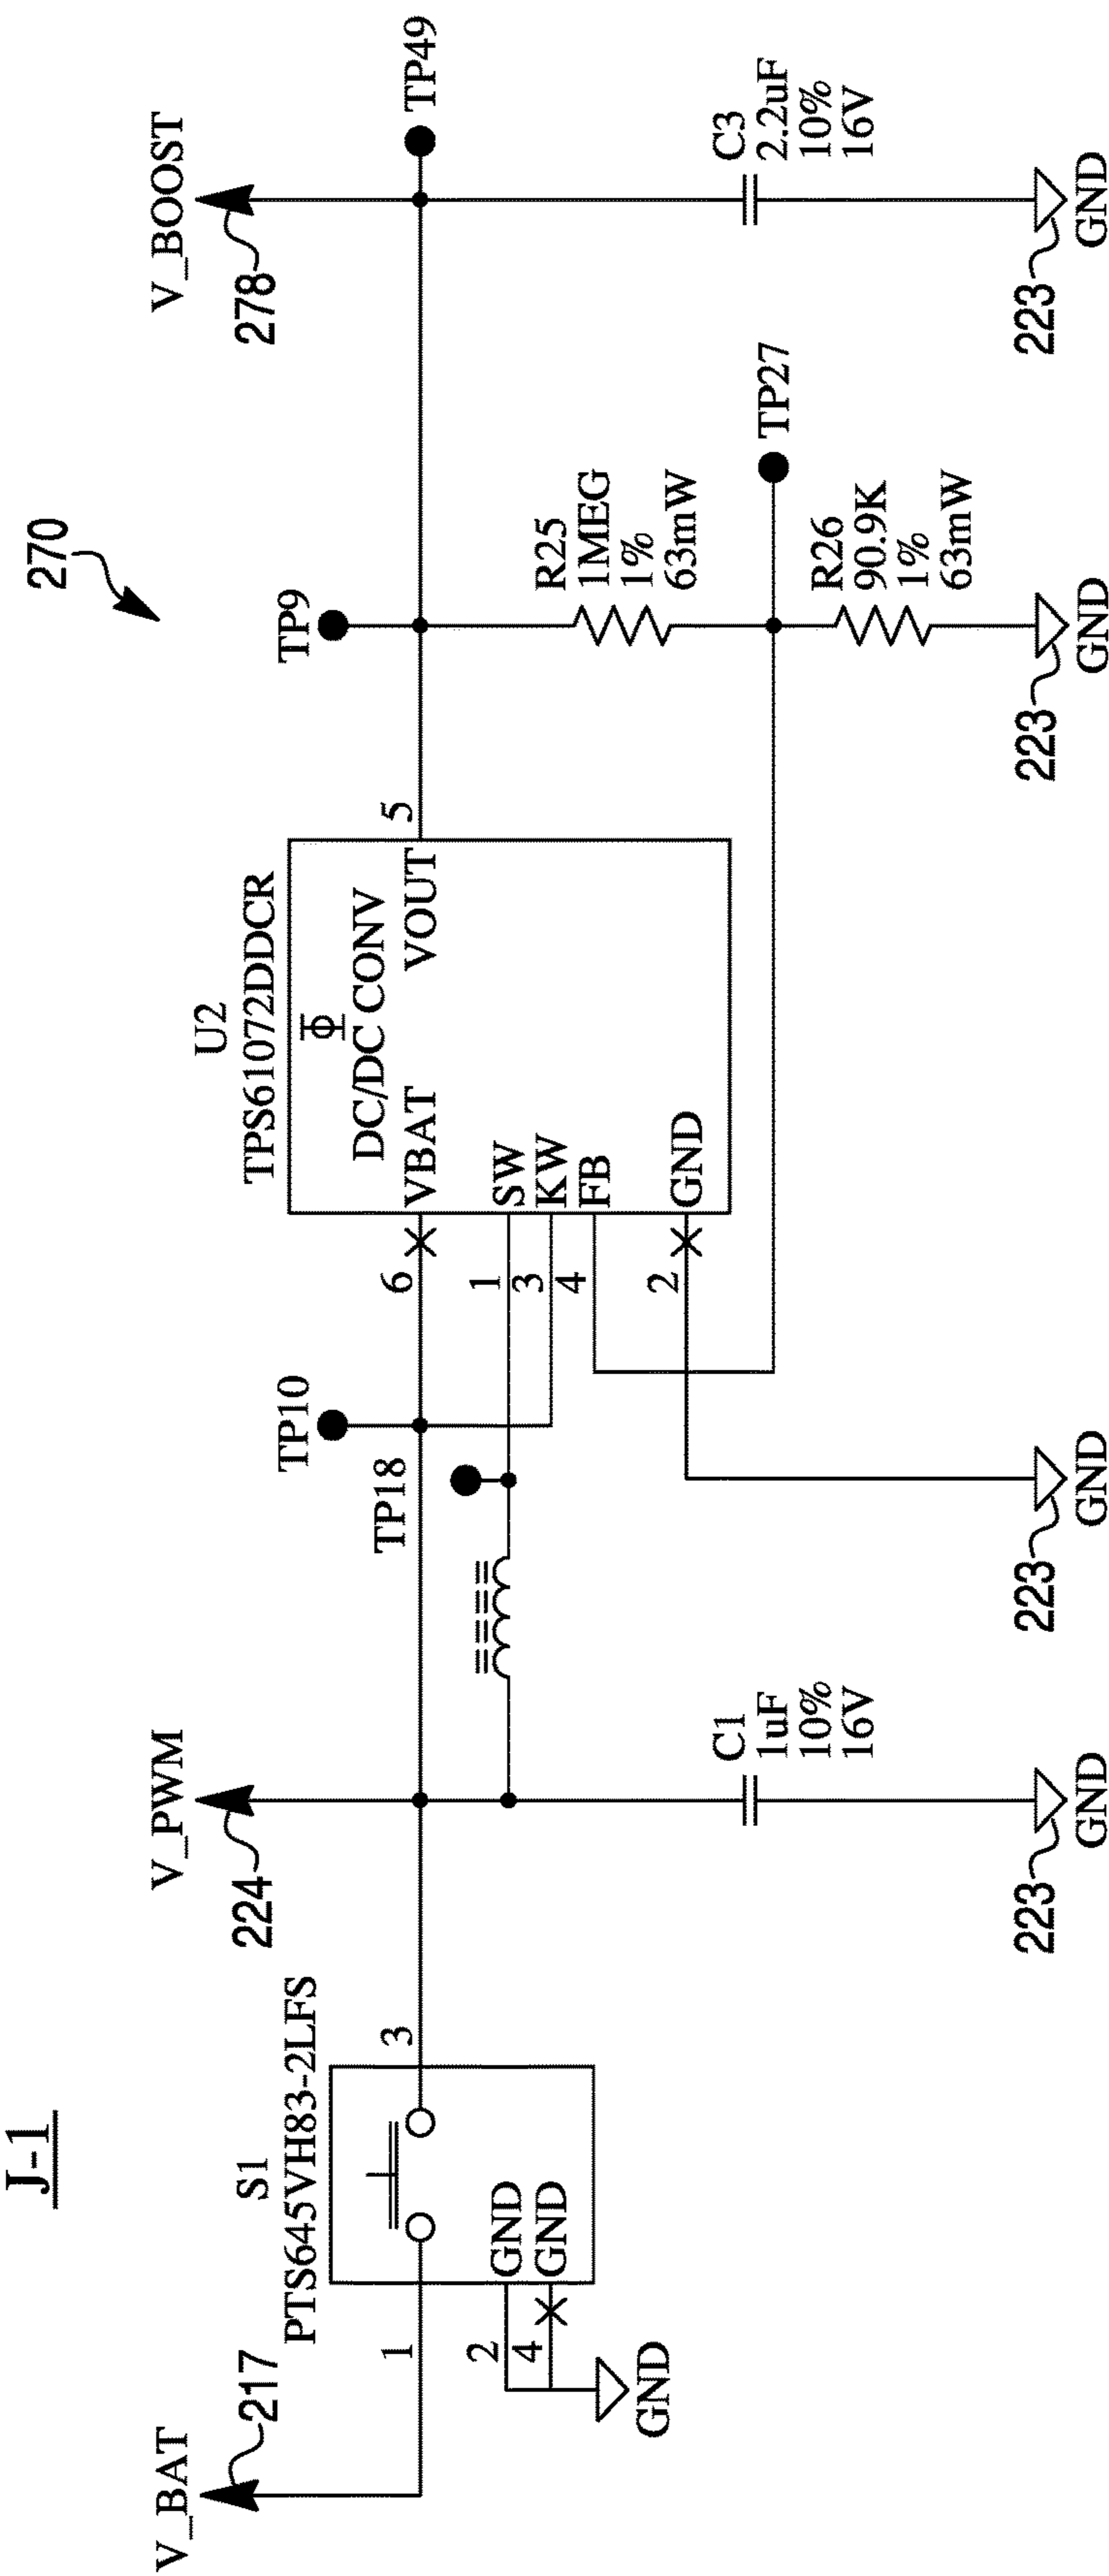 J-1
270
V_BAT
217
S1
PTS645VH83-2LFS
1
3
2
4
GND
GND
GND
V_PWM
224
C1
1uF
10%
16V
223
GND
TP10
TP18
6
1
3
4
2
223
GND
U2
TPS61072DDCR
Φ
DC/DC CONV
VBAT
VOUT
SW
KW
FB
GND
5
TP9
R25
1MEG
1%
63mW
TP27
R26
90.9K
1%
63mW
223
GND
V_BOOST
278
TP49
C3
2.2uF
10%
16V
223
GND